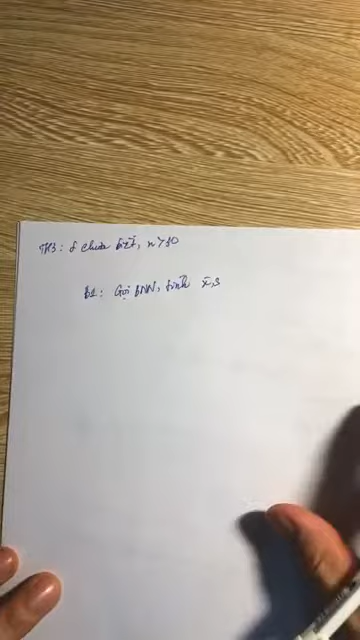 TH3: δ chưa biết, n>30
B1: Gọi BNN, tính x̄, s